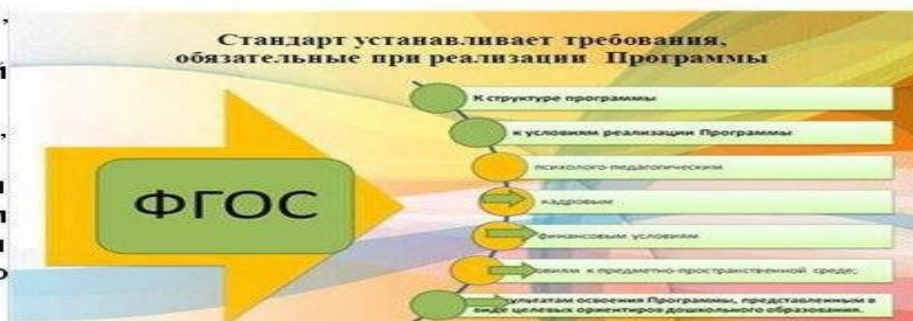 Стандарт устанавливает требования,
обязательные при реализации Программы
ФГОС
К структуре программы
к условиям реализации Программы
психолого-педагогическим
кадровым
финансовым условиям
к предметно-пространственной среде;
освоения Программы, представленным в
виде целевых ориентиров дошкольного образования.